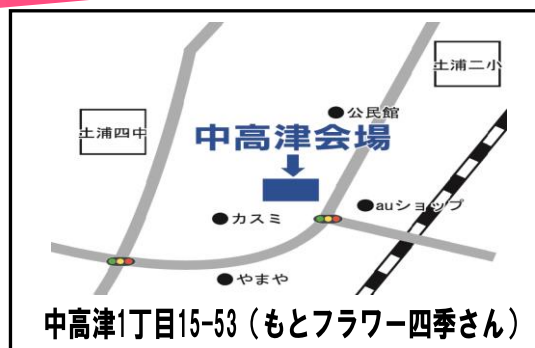 土浦二小
公民館
土浦四中
中高津会場
auショップ
カスミ
やまや
中高津1丁目15-53（もとフラワー四季さん）